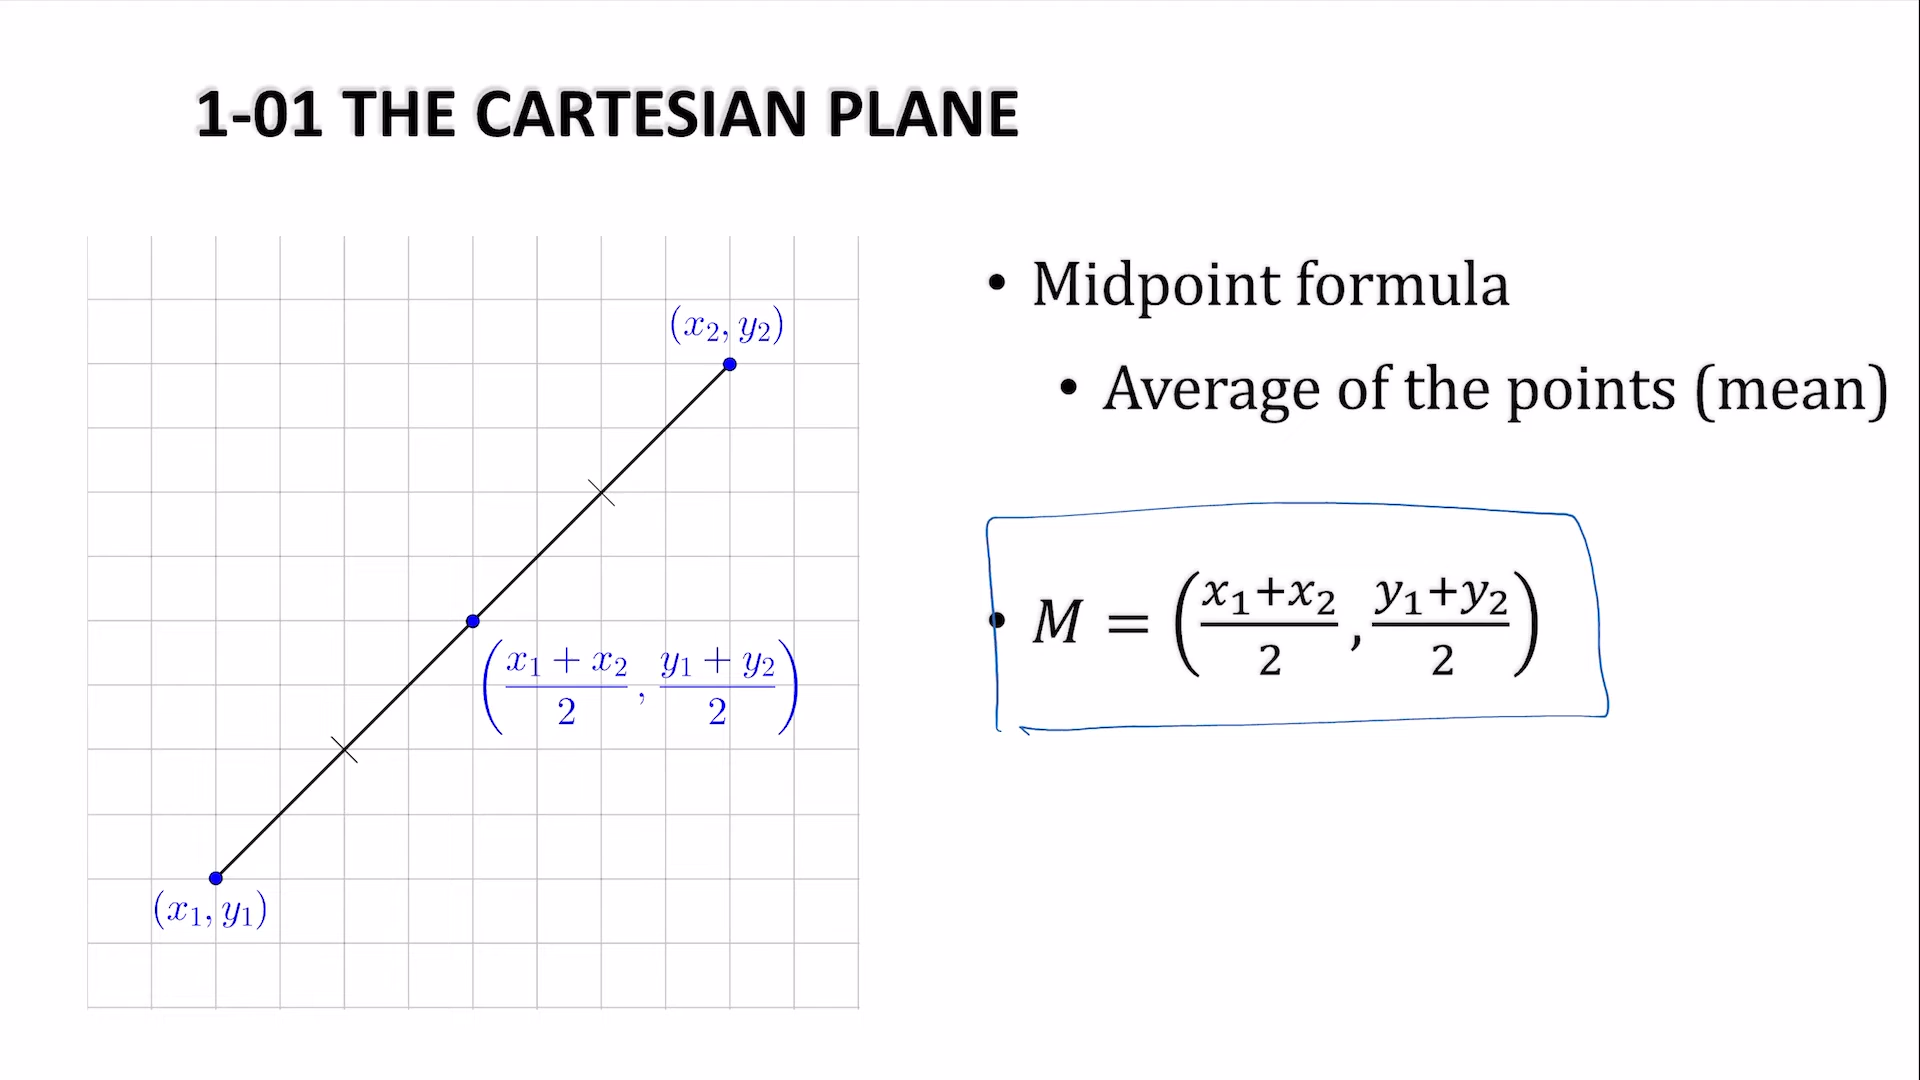 1-01 THE CARTESIAN PLANE
(x₂, y₂)
(x₁ + x₂ / 2, y₁ + y₂ / 2)
(x₁, y₁)
• Midpoint formula
• Average of the points (mean)
• M = (x₁+x₂ / 2, y₁+y₂ / 2)